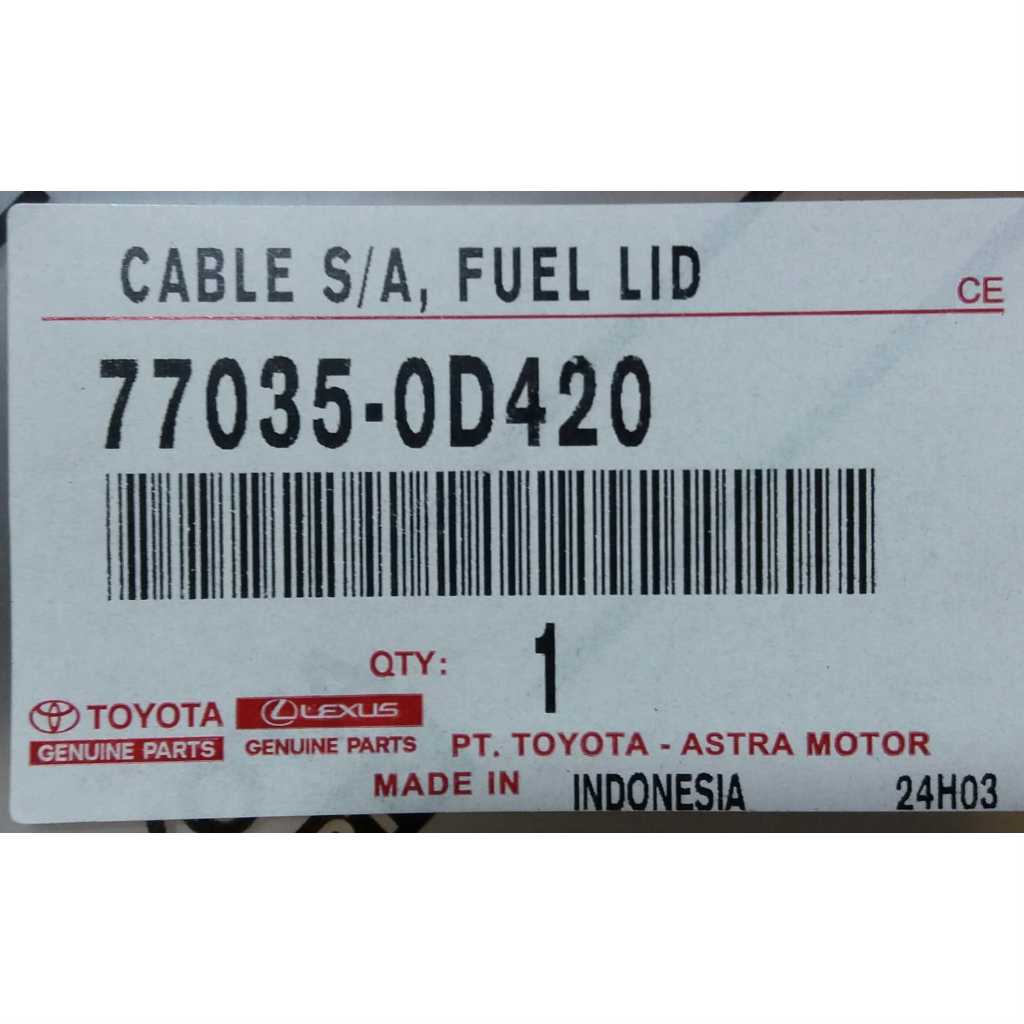 CABLE S/A, FUEL LID
CE
77035-0D420
QTY: 1
TOYOTA
GENUINE PARTS
LEXUS
GENUINE PARTS
PT. TOYOTA - ASTRA MOTOR
MADE IN INDONESIA 24H03